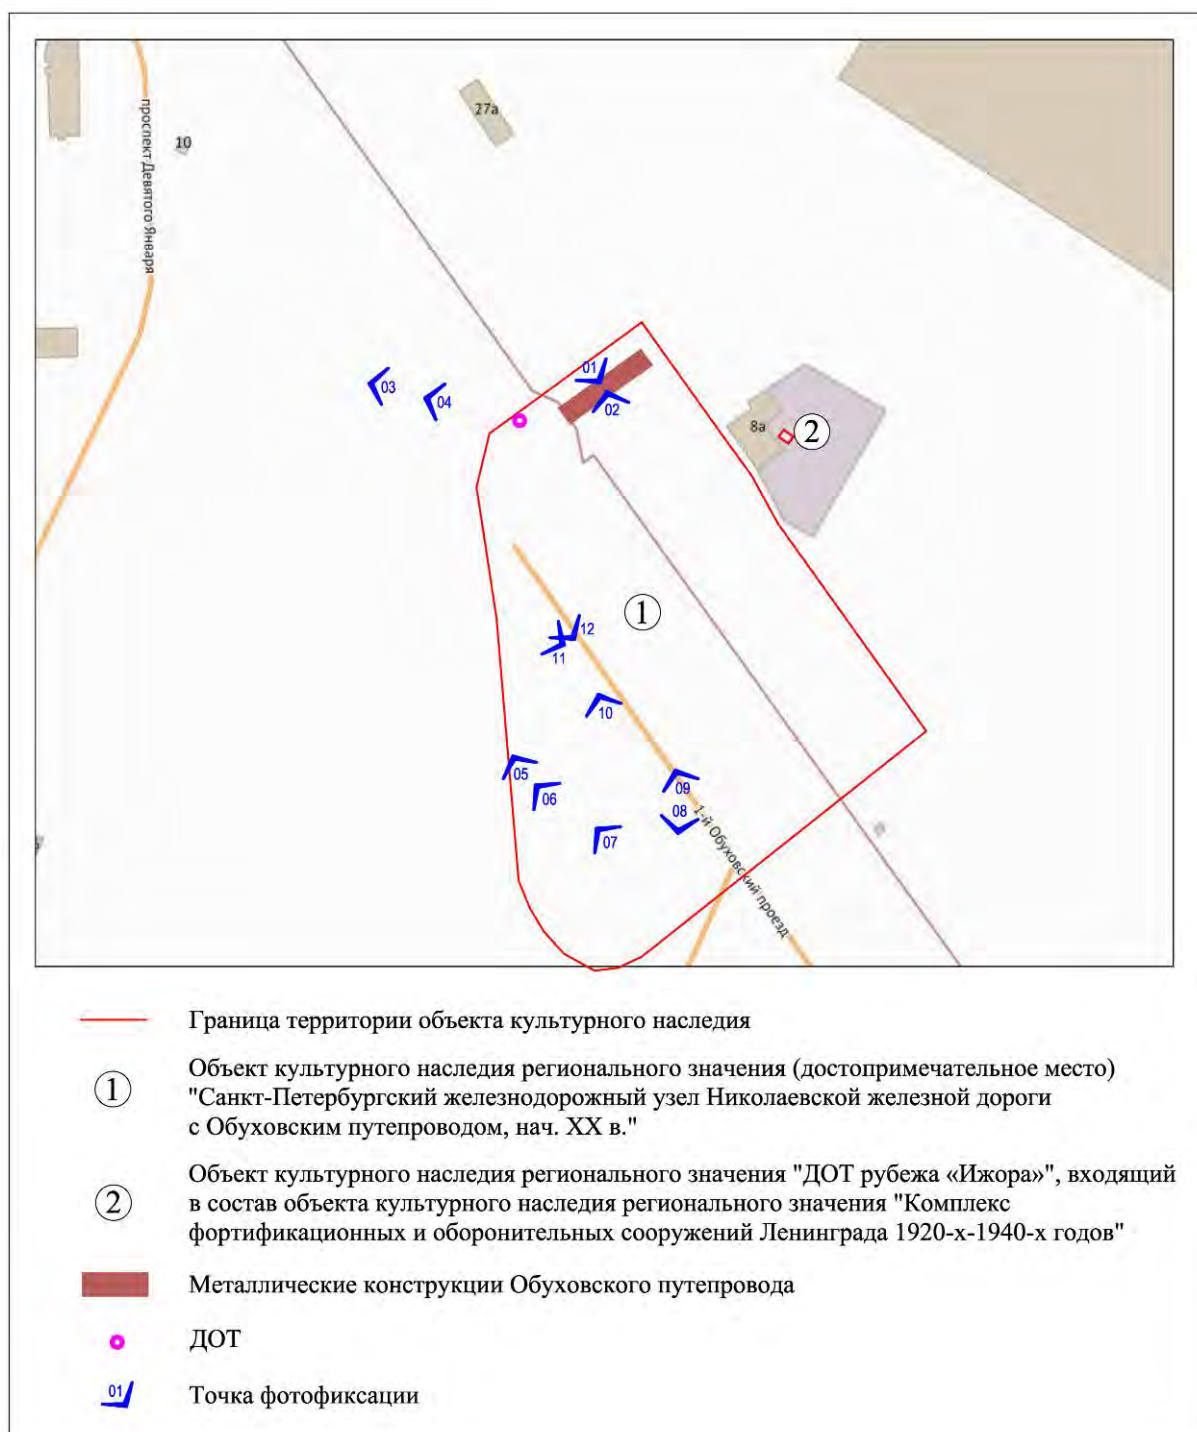 27а
10
проспект Девятого Января
01
03
02
04
8а
2
1
12
11
10
05
09
06
08
07
1-й Обуховский проезд
Граница территории объекта культурного наследия
1
Объект культурного наследия регионального значения (достопримечательное место)
"Санкт-Петербургский железнодорожный узел Николаевской железной дороги
с Обуховским путепроводом, нач. XX в."
2
Объект культурного наследия регионального значения "ДОТ рубежа «Ижора»", входящий
в состав объекта культурного наследия регионального значения "Комплекс
фортификационных и оборонительных сооружений Ленинграда 1920-х-1940-х годов"
Металлические конструкции Обуховского путепровода
ДОТ
01
Точка фотофиксации